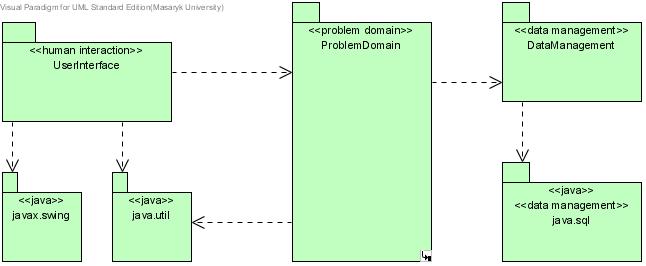 Visual Paradigm for UML Standard Edition(Masaryk University)
<<human interaction>>
UserInterface
<<problem domain>>
ProblemDomain
<<data management>>
DataManagement
<<java>>
javax.swing
<<java>>
java.util
<<java>>
<<data management>>
java.sql